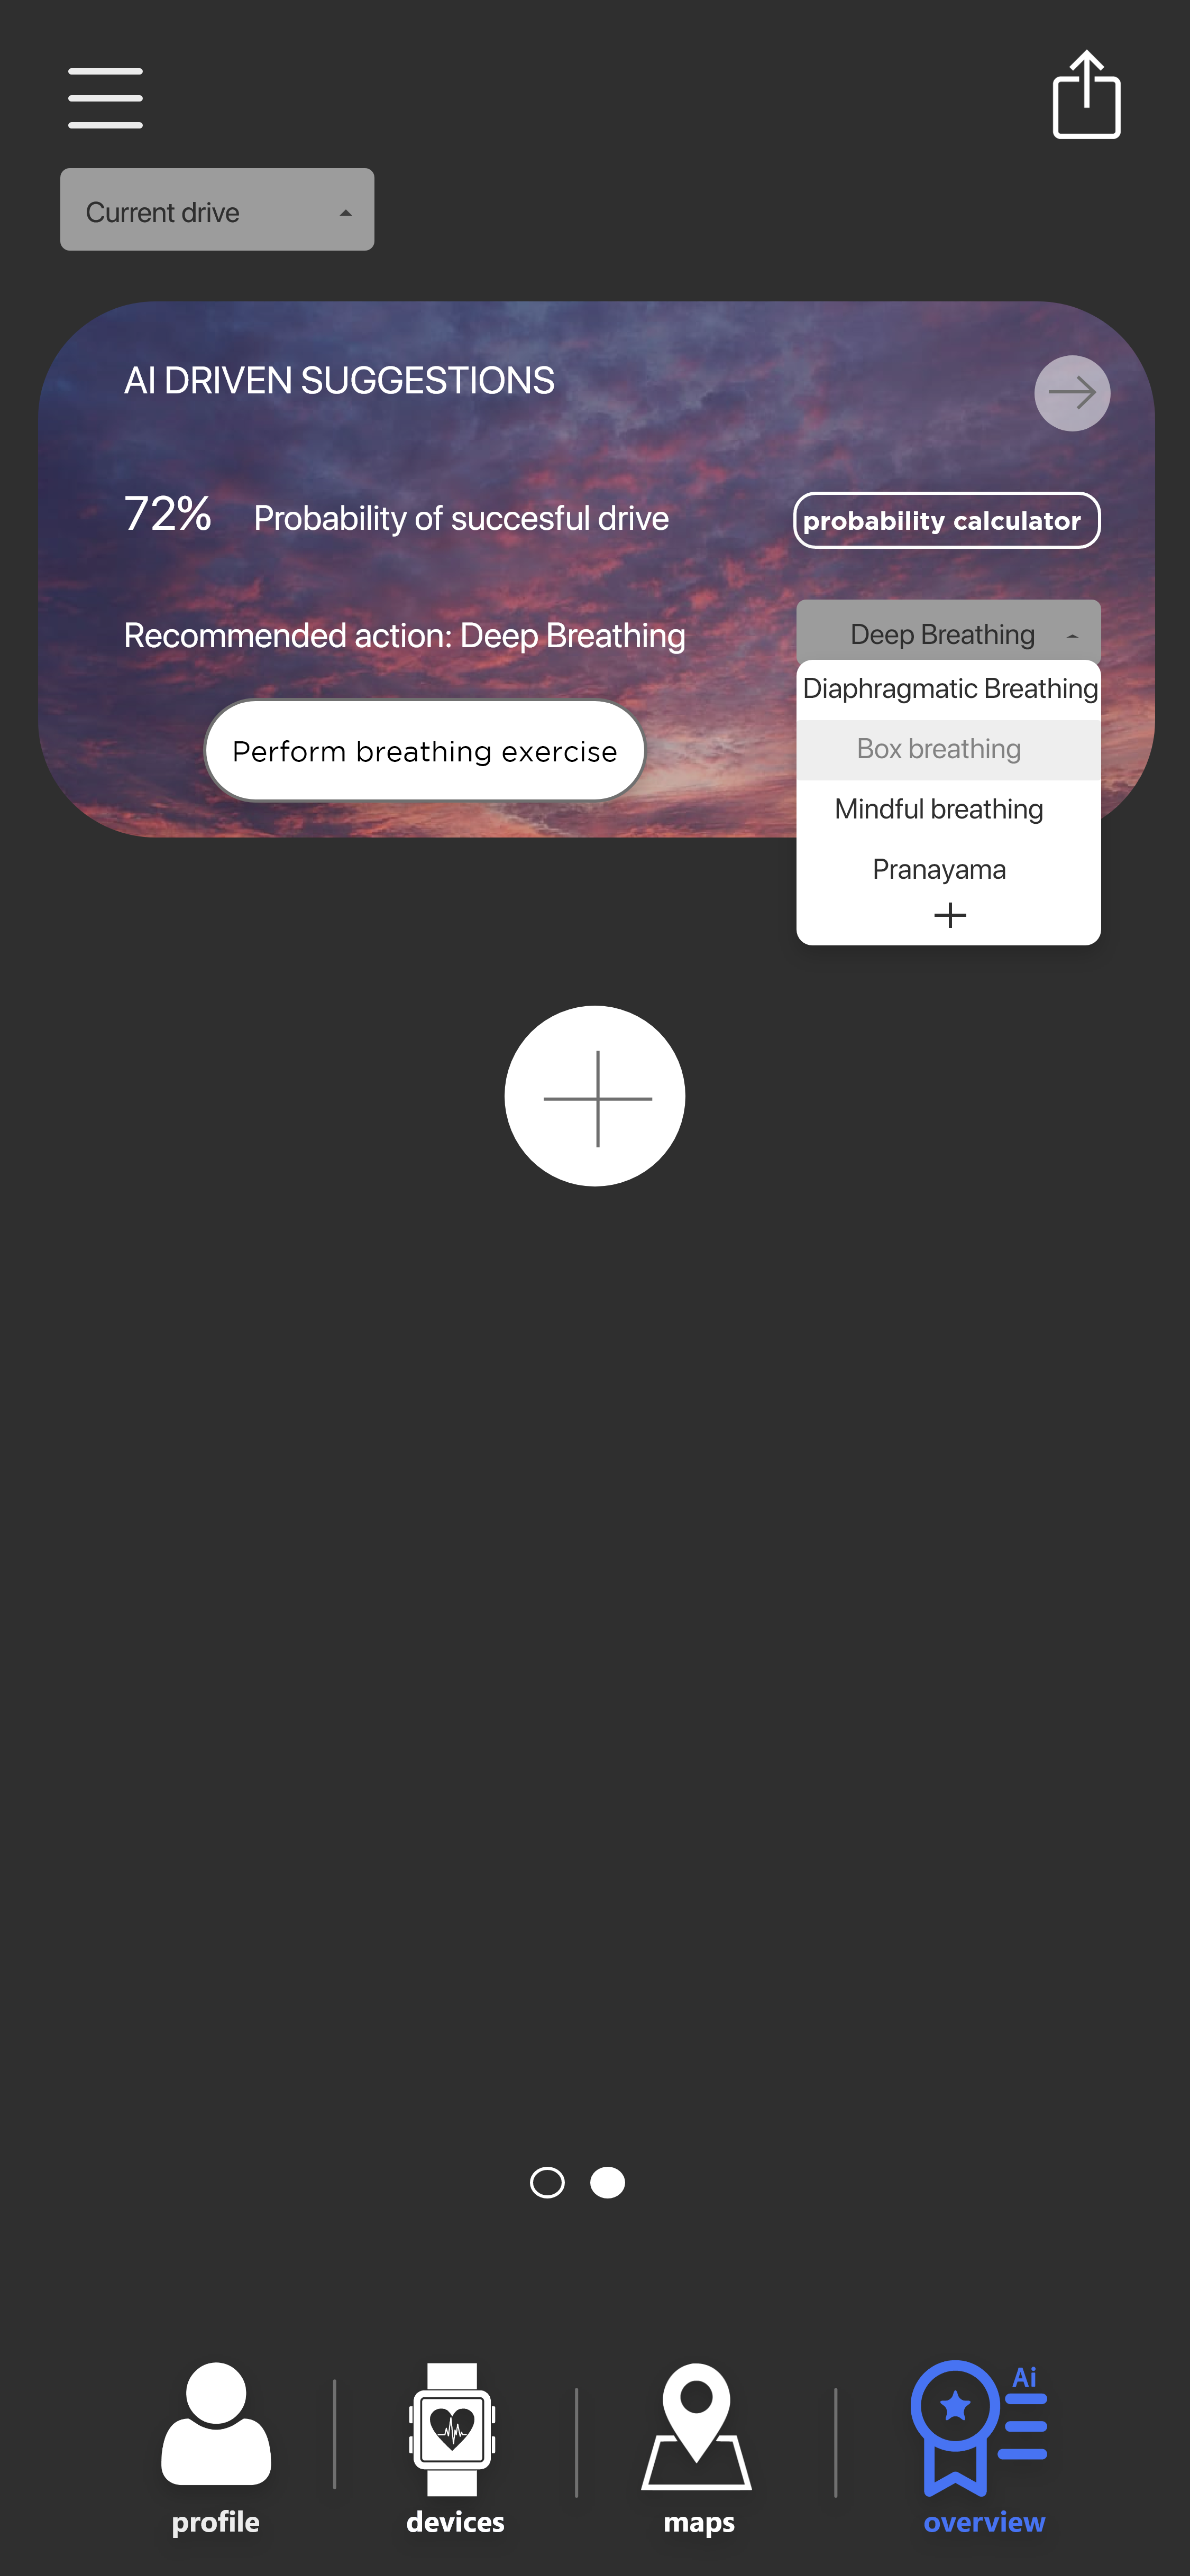 Current drive
AI DRIVEN SUGGESTIONS
72% Probability of succesful drive
probability calculator
Recommended action: Deep Breathing
Deep Breathing
Diaphragmatic Breathing
Box breathing
Mindful breathing
Pranayama
Perform breathing exercise
Ai
profile
devices
maps
overview